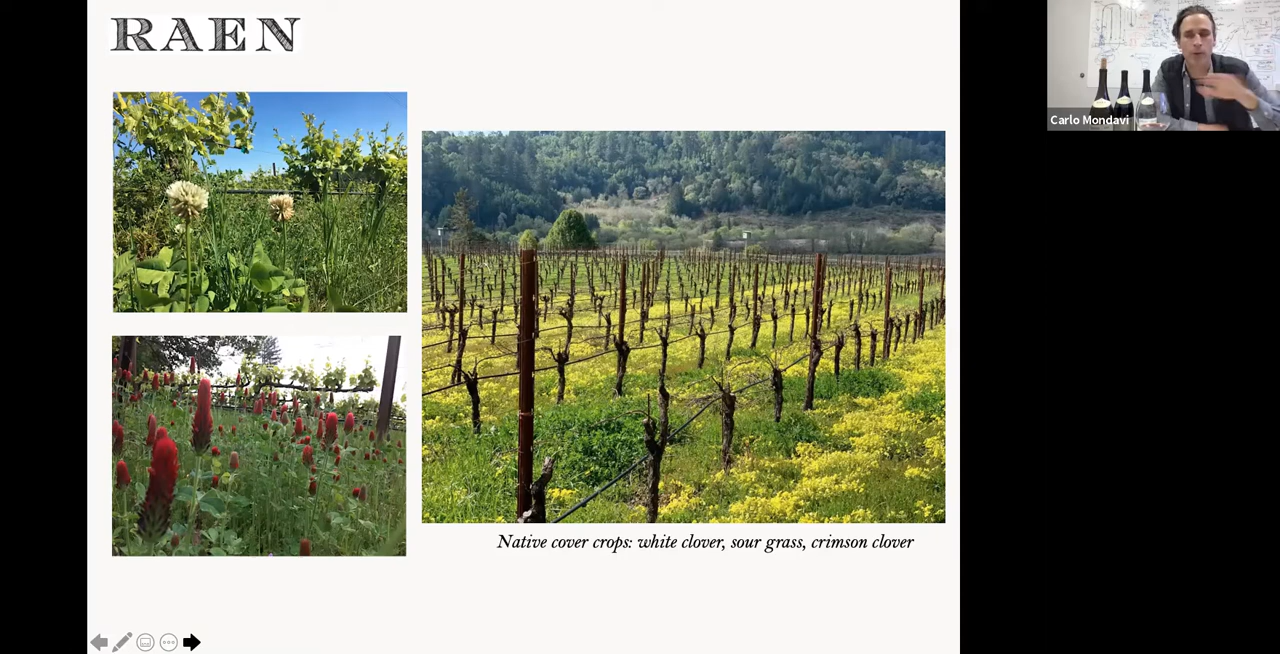 RAEN
Carlo Mondavi
Native cover crops: white clover, sour grass, crimson clover